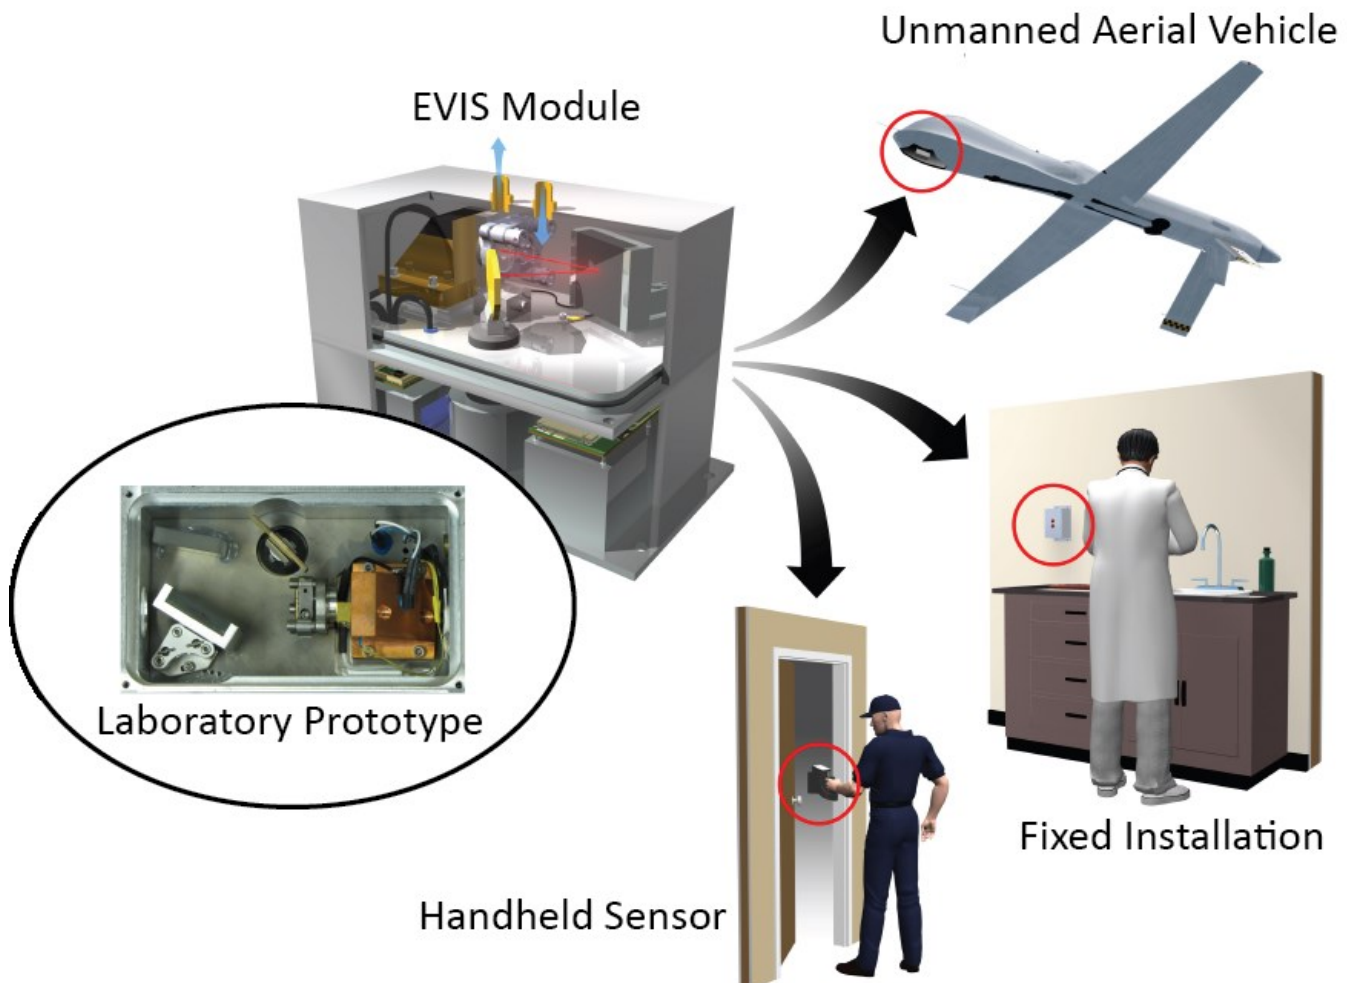 Unmanned Aerial Vehicle
EVIS Module
Laboratory Prototype
Fixed Installation
Handheld Sensor